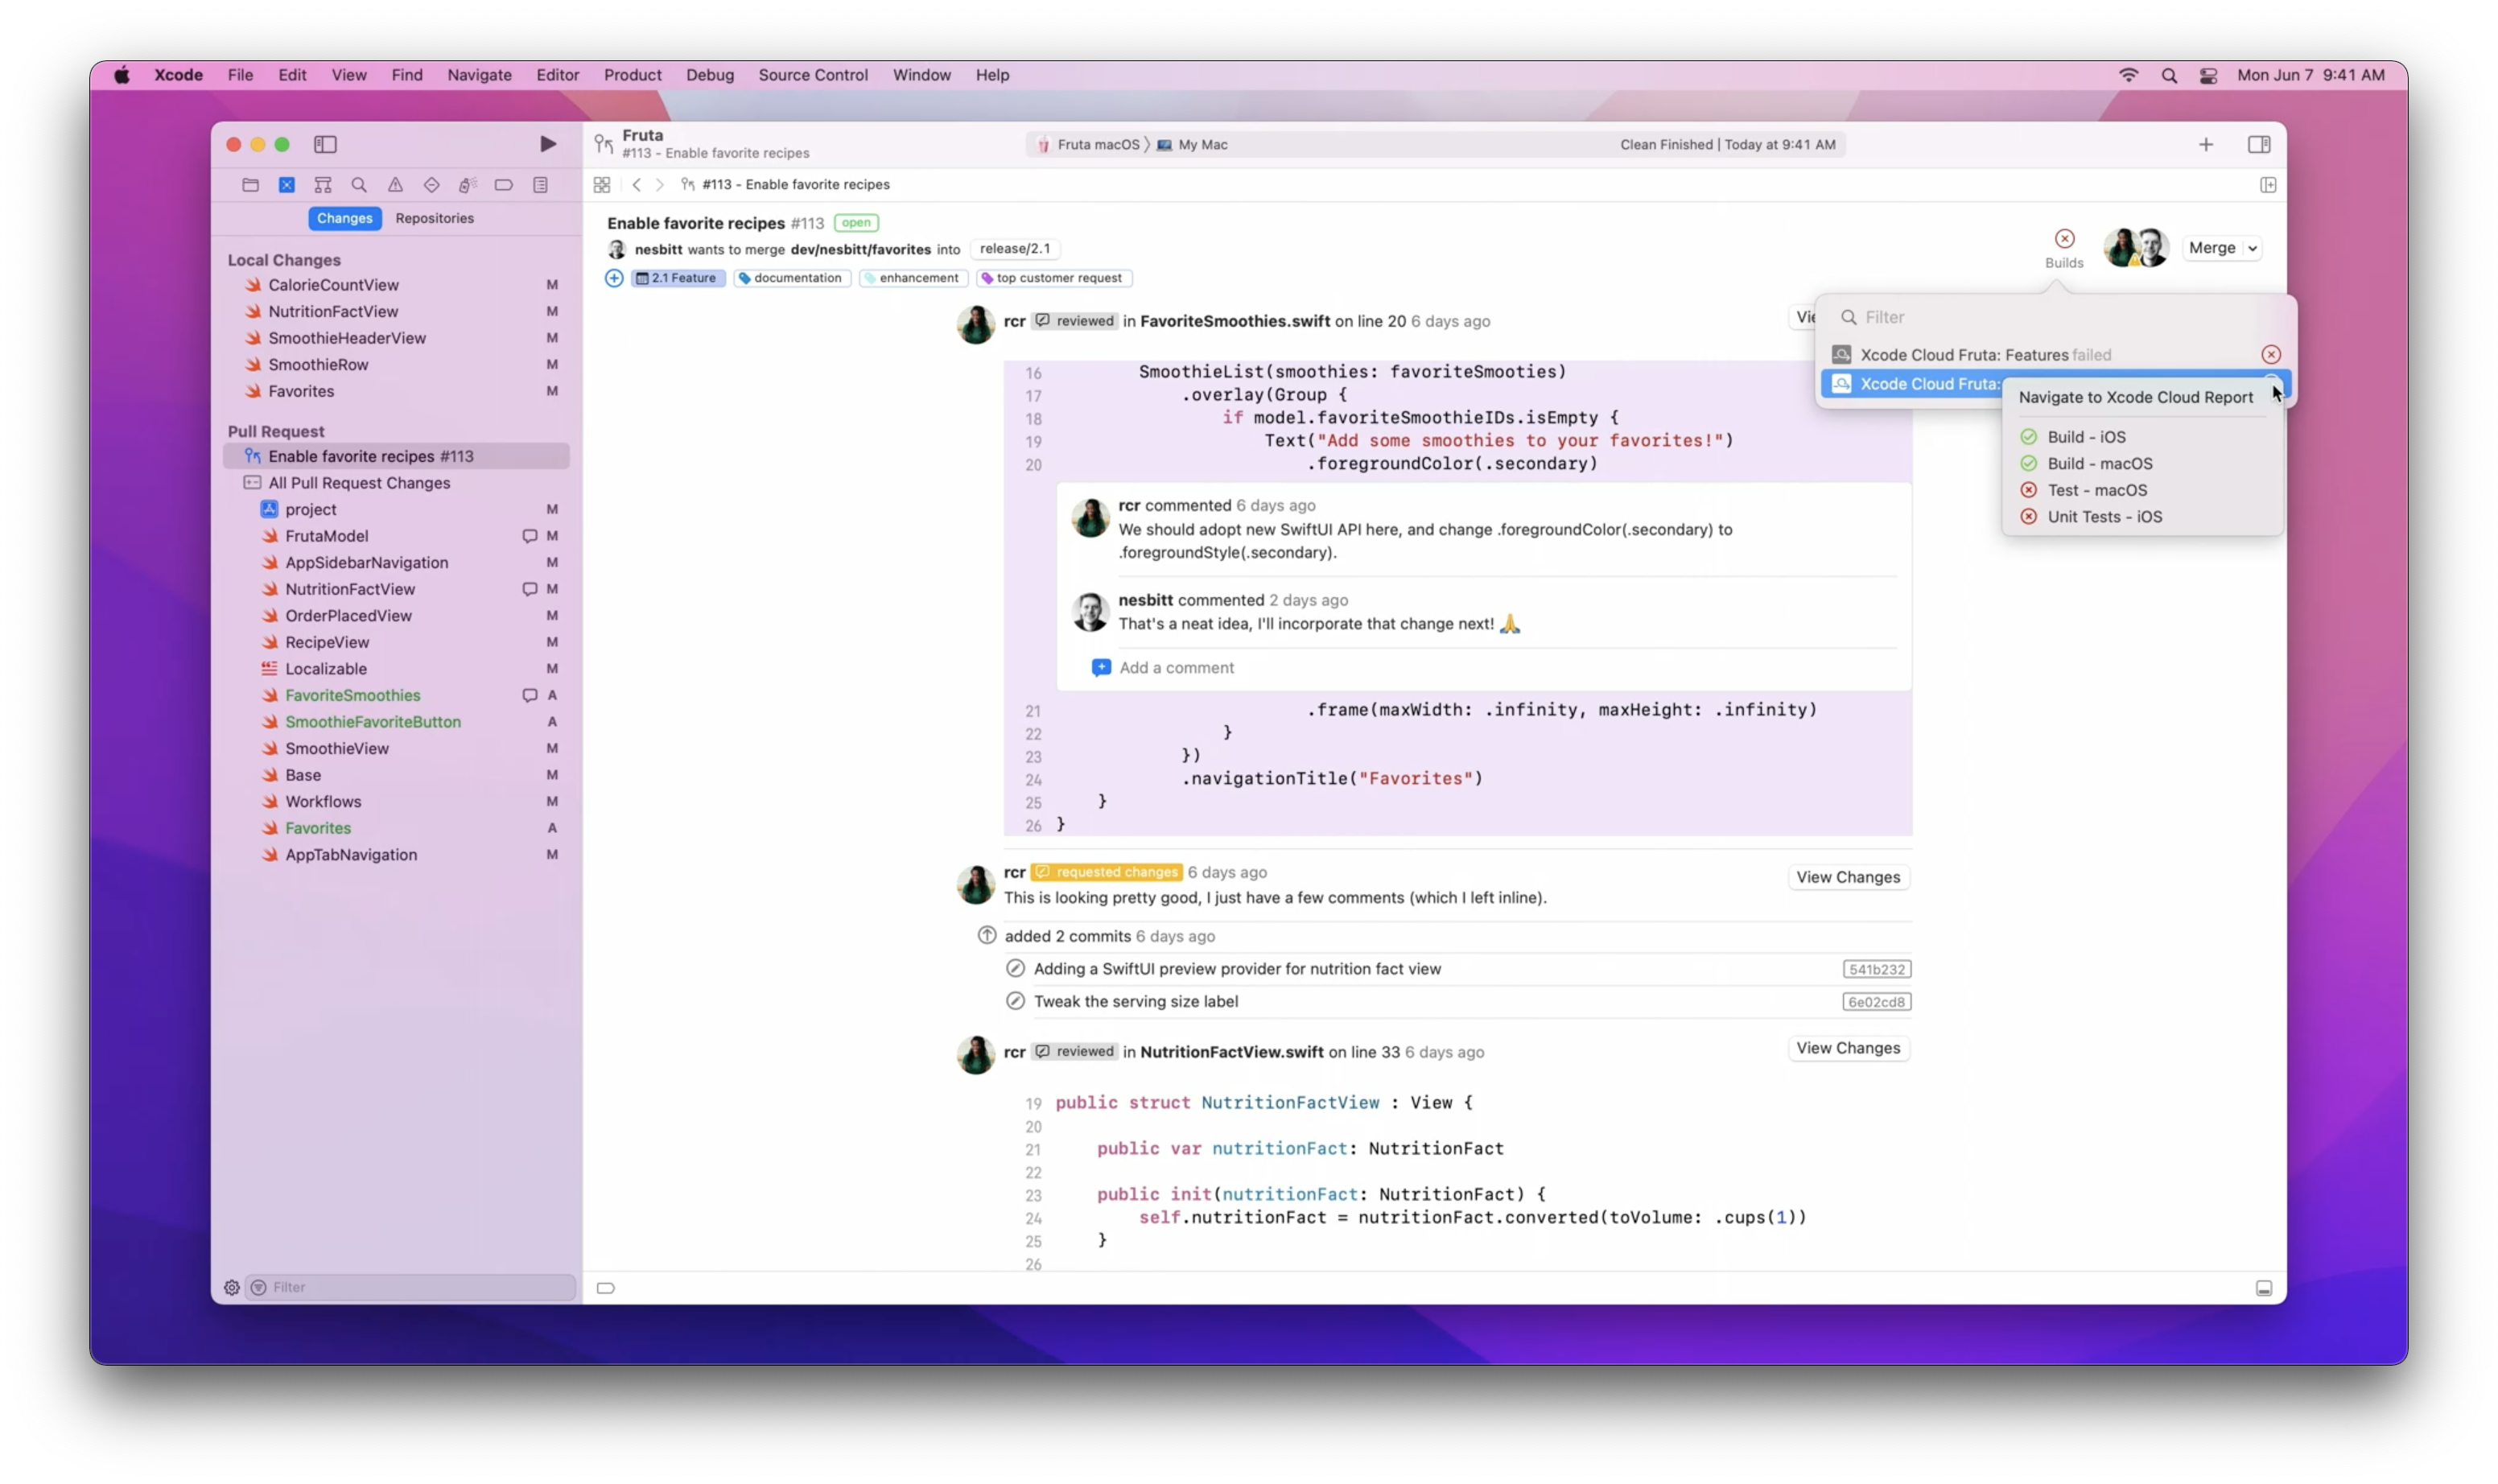 Xcode File Edit View Find Navigate Editor Product Debug Source Control Window Help Mon Jun 7 9:41 AM
Fruta
#113 - Enable favorite recipes
Fruta macOS 〉 My Mac Clean Finished | Today at 9:41 AM
#113 - Enable favorite recipes
Changes Repositories
Local Changes
CalorieCountView M
NutritionFactView M
SmoothieHeaderView M
SmoothieRow M
Favorites M
Pull Request
Enable favorite recipes #113
All Pull Request Changes
project M
FrutaModel M
AppSidebarNavigation M
NutritionFactView M
OrderPlacedView M
RecipeView M
Localizable M
FavoriteSmoothies A
SmoothieFavoriteButton A
SmoothieView M
Base M
Workflows M
Favorites A
AppTabNavigation M
Filter
Enable favorite recipes #113 open
nesbitt wants to merge dev/nesbitt/favorites into release/2.1
2.1 Feature documentation enhancement top customer request
Builds
Merge
Filter
Xcode Cloud Fruta: Features failed
Xcode Cloud Fruta:
Navigate to Xcode Cloud Report
Build - iOS
Build - macOS
Test - macOS
Unit Tests - iOS
rcr reviewed in FavoriteSmoothies.swift on line 20 6 days ago
16 SmoothieList(smoothies: favoriteSmooties)
17 .overlay(Group {
18 if model.favoriteSmoothieIDs.isEmpty {
19 Text("Add some smoothies to your favorites!")
20 .foregroundColor(.secondary)
rcr commented 6 days ago
We should adopt new SwiftUI API here, and change .foregroundColor(.secondary) to
.foregroundStyle(.secondary).
nesbitt commented 2 days ago
That's a neat idea, I'll incorporate that change next! 🙏
Add a comment
21 .frame(maxWidth: .infinity, maxHeight: .infinity)
22 }
23 })
24 .navigationTitle("Favorites")
25 }
26 }
rcr requested changes 6 days ago
This is looking pretty good, I just have a few comments (which I left inline).
View Changes
added 2 commits 6 days ago
Adding a SwiftUI preview provider for nutrition fact view 541b232
Tweak the serving size label 6e02cd8
rcr reviewed in NutritionFactView.swift on line 33 6 days ago
View Changes
19 public struct NutritionFactView : View {
20
21 public var nutritionFact: NutritionFact
22
23 public init(nutritionFact: NutritionFact) {
24 self.nutritionFact = nutritionFact.converted(toVolume: .cups(1))
25 }
26